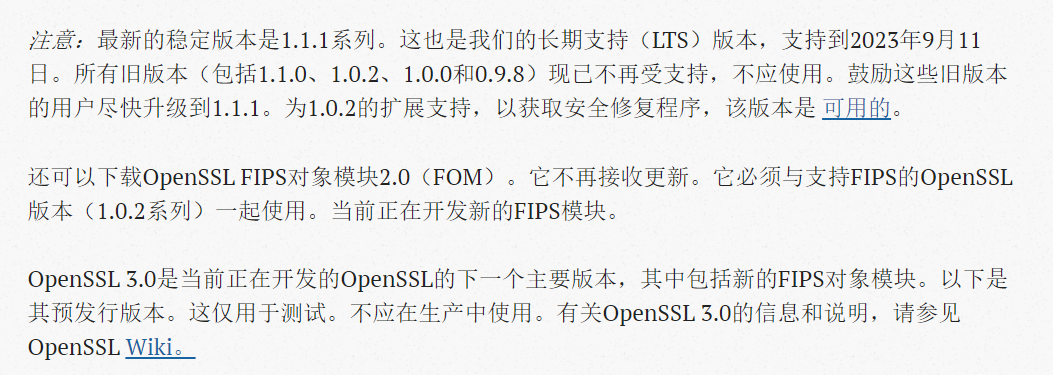 注意：最新的稳定版本是1.1.1系列。这也是我们的长期支持（LTS）版本，支持到2023年9月11
日。所有旧版本（包括1.1.0、1.0.2、1.0.0和0.9.8）现已不再受支持，不应使用。鼓励这些旧版本
的用户尽快升级到1.1.1。为1.0.2的扩展支持，以获取安全修复程序，该版本是 可用的。
还可以下载OpenSSL FIPS对象模块2.0（FOM）。它不再接收更新。它必须与支持FIPS的OpenSSL
版本（1.0.2系列）一起使用。当前正在开发新的FIPS模块。
OpenSSL 3.0是当前正在开发的OpenSSL的下一个主要版本，其中包括新的FIPS对象模块。以下是
其预发行版本。这仅用于测试。不应在生产中使用。有关OpenSSL 3.0的信息和说明，请参见
OpenSSL Wiki。